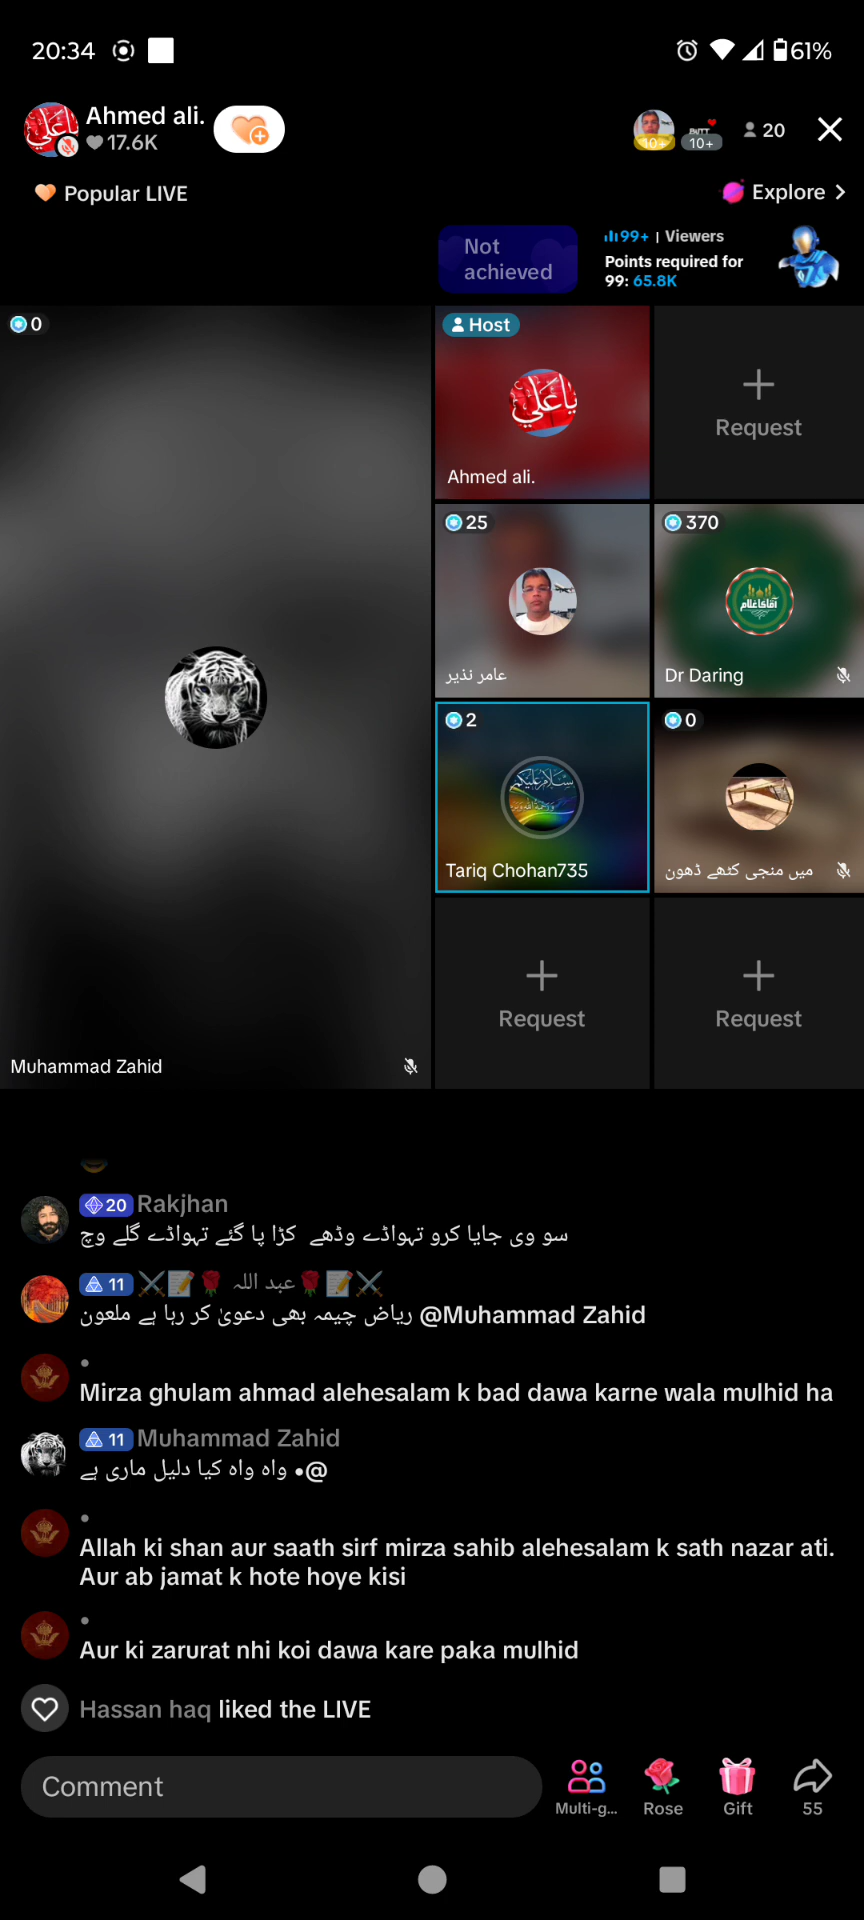 20:34
61%
Ahmed ali.
17.6K
10+
10+
20
Popular LIVE
Explore
Not
achieved
99+ | Viewers
Points required for
99: 65.8K
0
Host
یاعلي
Ahmed ali.
Request
25
عامر نذیر
370
آقا کا غلام
Dr Daring
2
Tariq Chohan735
0
میں منجی کٹھے ڈھون
Request
Request
Muhammad Zahid
20 Rakjhan
سو وی جایا کرو تہواڈے وڈھے کڑا پا گئے تہواڈے گلے وچ
11 ⚔📝🌹 عبد اللہ 🌹📝⚔
@Muhammad Zahid ریاض چیمہ بھی دعویٰ کر رہا ہے ملعون
•
Mirza ghulam ahmad alehesalam k bad dawa karne wala mulhid ha
11 Muhammad Zahid
@• واہ واہ کیا دلیل ماری ہے
•
Allah ki shan aur saath sirf mirza sahib alehesalam k sath nazar ati.
Aur ab jamat k hote hoye kisi
•
Aur ki zarurat nhi koi dawa kare paka mulhid
Hassan haq liked the LIVE
Comment
Multi-g...
Rose
Gift
55